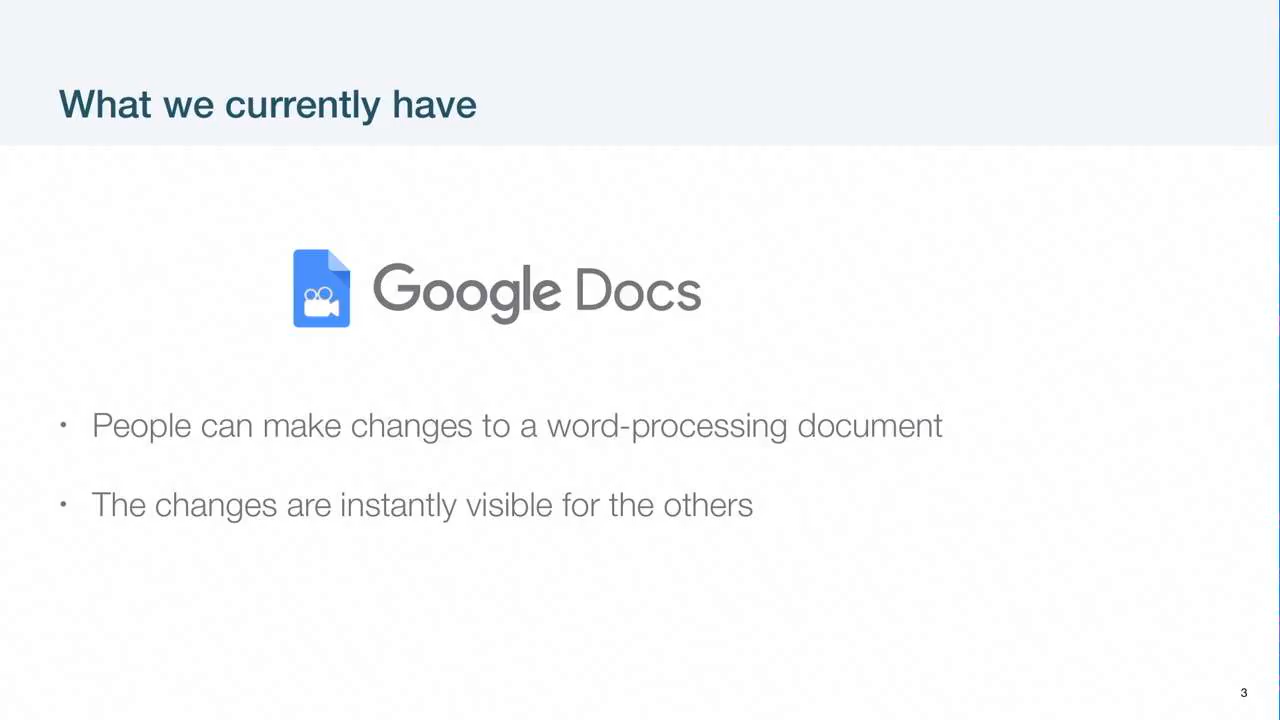 What we currently have
Google Docs
• People can make changes to a word-processing document
• The changes are instantly visible for the others
3